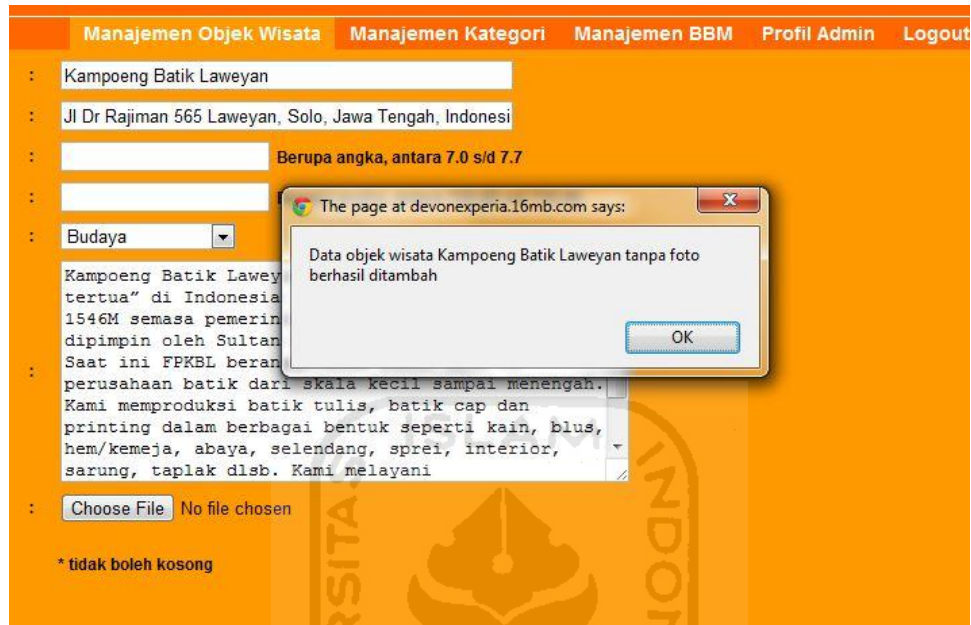 Manajemen Objek Wisata Manajemen Kategori Manajemen BBM Profil Admin Logout
: Kampoeng Batik Laweyan
: Jl Dr Rajiman 565 Laweyan, Solo, Jawa Tengah, Indonesi
: Berupa angka, antara 7.0 s/d 7.7
:
The page at devonexperia.16mb.com says:
Data objek wisata Kampoeng Batik Laweyan tanpa foto
berhasil ditambah
OK
: Budaya
Kampoeng Batik Lawey
tertua" di Indonesia
1546M semasa pemerin
dipimpin oleh Sultan
Saat ini FPKBL beran
: perusahaan batik dari skala kecil sampai menengah.
Kami memproduksi batik tulis, batik cap dan
printing dalam berbagai bentuk seperti kain, blus,
hem/kemeja, abaya, selendang, sprei, interior,
sarung, taplak dlsb. Kami melayani
: Choose File No file chosen
* tidak boleh kosong
ISLAM
INDON
RSITAS